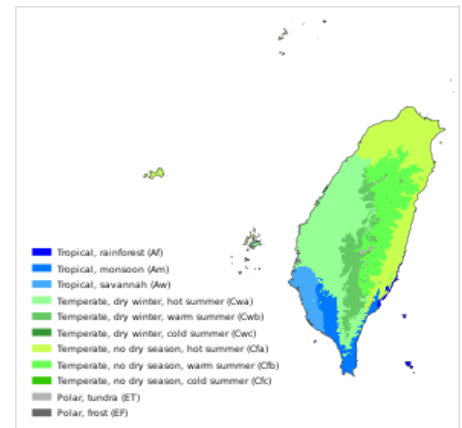 Tropical, rainforest (Af)
Tropical, monsoon (Am)
Tropical, savannah (Aw)
Temperate, dry winter, hot summer (Cwa)
Temperate, dry winter, warm summer (Cwb)
Temperate, dry winter, cold summer (Cwc)
Temperate, no dry season, hot summer (Cfa)
Temperate, no dry season, warm summer (Cfb)
Temperate, no dry season, cold summer (Cfc)
Polar, tundra (ET)
Polar, frost (EF)